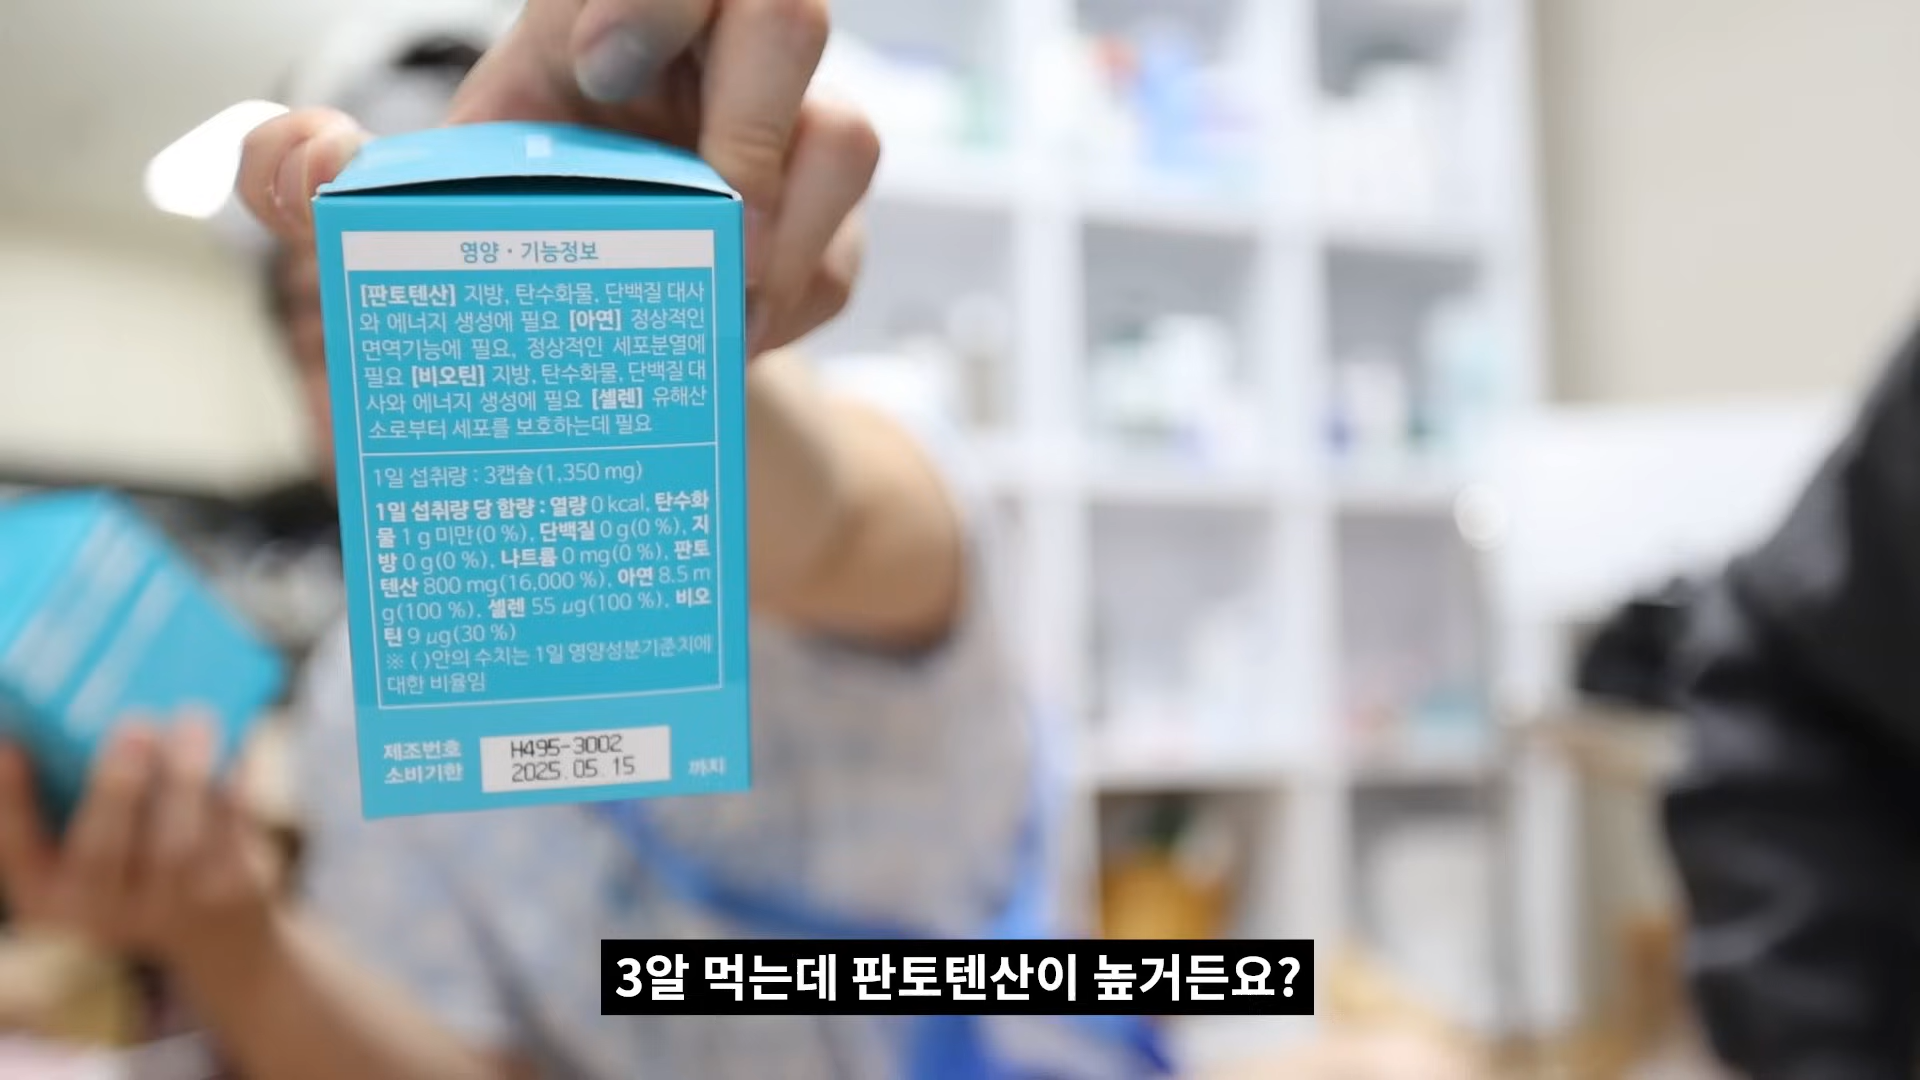 영양 · 기능정보
[판토텐산] 지방, 탄수화물, 단백질 대사
와 에너지 생성에 필요 [아연] 정상적인
면역기능에 필요, 정상적인 세포분열에
필요 [비오틴] 지방, 탄수화물, 단백질 대
사와 에너지 생성에 필요 [셀렌] 유해산
소로부터 세포를 보호하는데 필요
1일 섭취량 : 3캡슐(1,350 mg)
1일 섭취량 당 함량 : 열량 0 kcal, 탄수화
물 1 g 미만(0 %), 단백질 0 g(0 %), 지
방 0 g(0 %), 나트륨 0 mg(0 %), 판토
텐산 800 mg(16,000 %), 아연 8.5 m
g(100 %), 셀렌 55 µg(100 %), 비오
틴 9 µg(30 %)
※ ( )안의 수치는 1일 영양성분기준치에
대한 비율임
제조번호 H495-3002
소비기한 2025.05.15 까지
3알 먹는데 판토텐산이 높거든요?